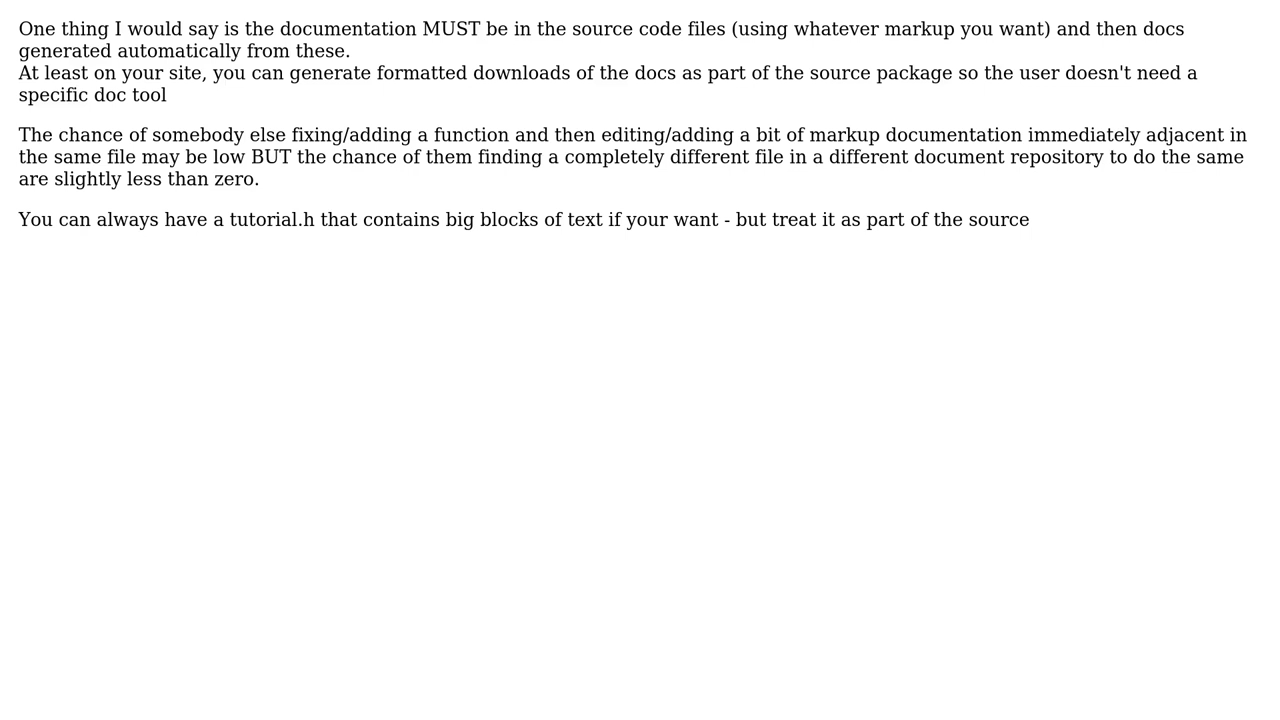 One thing I would say is the documentation MUST be in the source code files (using whatever markup you want) and then docs
generated automatically from these.
At least on your site, you can generate formatted downloads of the docs as part of the source package so the user doesn't need a
specific doc tool
The chance of somebody else fixing/adding a function and then editing/adding a bit of markup documentation immediately adjacent in
the same file may be low BUT the chance of them finding a completely different file in a different document repository to do the same
are slightly less than zero.
You can always have a tutorial.h that contains big blocks of text if your want - but treat it as part of the source